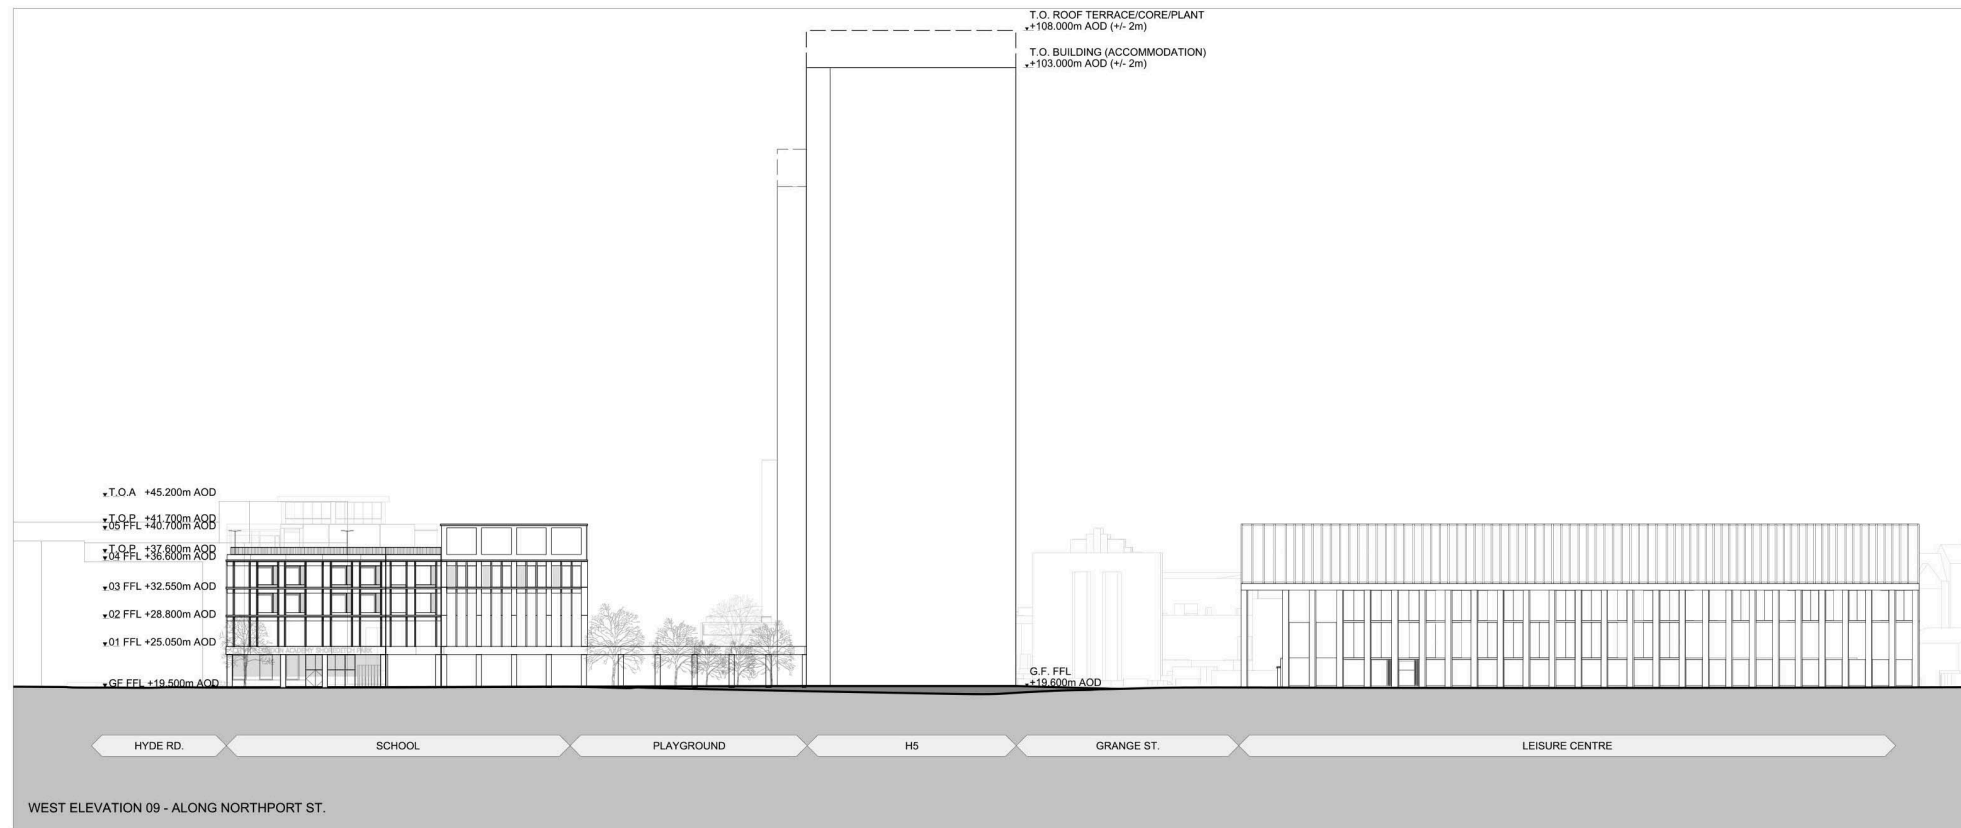 T.O. ROOF TERRACE/CORE/PLANT
+108.000m AOD (+/- 2m)
T.O. BUILDING (ACCOMMODATION)
+103.000m AOD (+/- 2m)
T.O.A +45.200m AOD
T.O.P +41.700m AOD
05 FFL +40.700m AOD
T.O.P +37.600m AOD
04 FFL +36.600m AOD
03 FFL +32.550m AOD
02 FFL +28.800m AOD
01 FFL +25.050m AOD
ACADEMY SHOREDITCH PARK
GF FFL +19.500m AOD
G.F. FFL
+19.600m AOD
HYDE RD.
SCHOOL
PLAYGROUND
H5
GRANGE ST.
LEISURE CENTRE
WEST ELEVATION 09 - ALONG NORTHPORT ST.